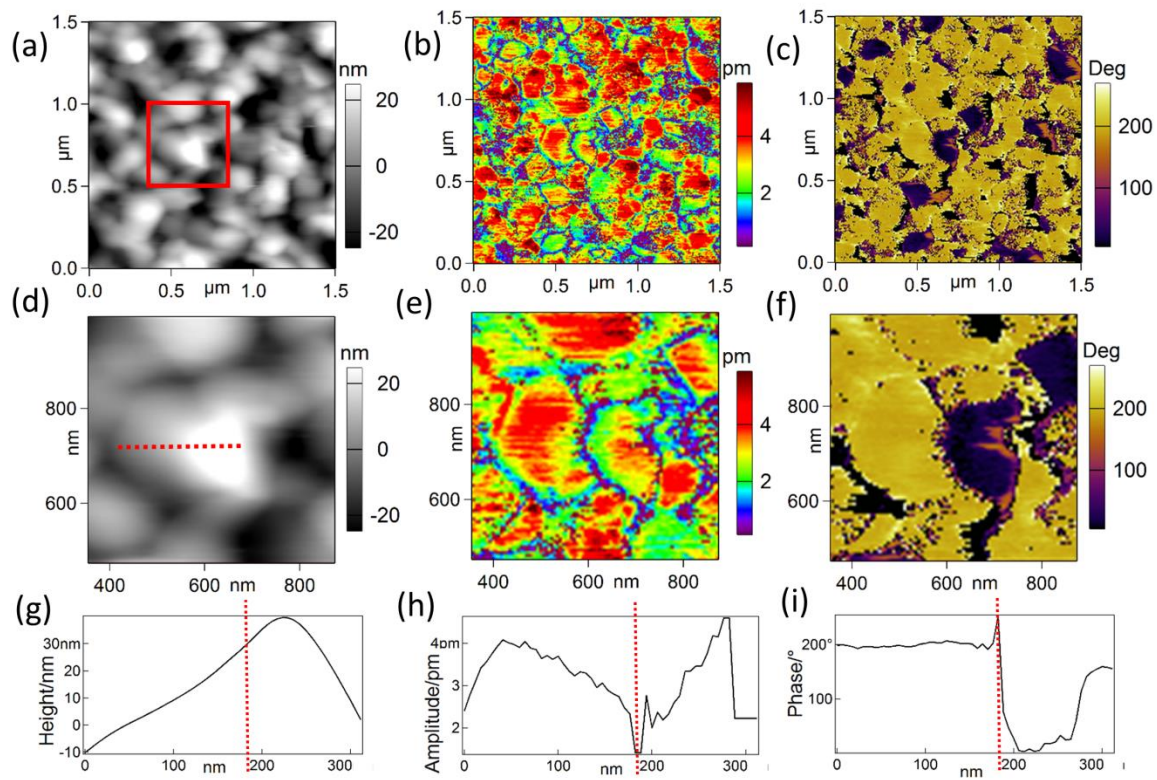 (a)
1.5
1.0
0.5
0.0
μm
0.0
0.5
μm
1.0
1.5
nm
20
0
-20
(b)
1.5
1.0
0.5
0.0
μm
0.0
0.5
μm
1.0
1.5
pm
4
2
(c)
1.5
1.0
0.5
0.0
μm
0.0
0.5
μm
1.0
1.5
Deg
200
100
(d)
800
nm
600
400
600
nm
800
nm
20
0
-20
(e)
800
nm
600
400
600
nm
800
pm
4
2
(f)
800
nm
600
400
600
nm
800
Deg
200
100
(g)
Height/nm
30nm
20
10
0
-10
0
100
nm
200
300
(h)
Amplitude/pm
4pm
3
2
0
100
nm
200
300
(i)
Phase/°
200°
100
0
100
nm
200
300